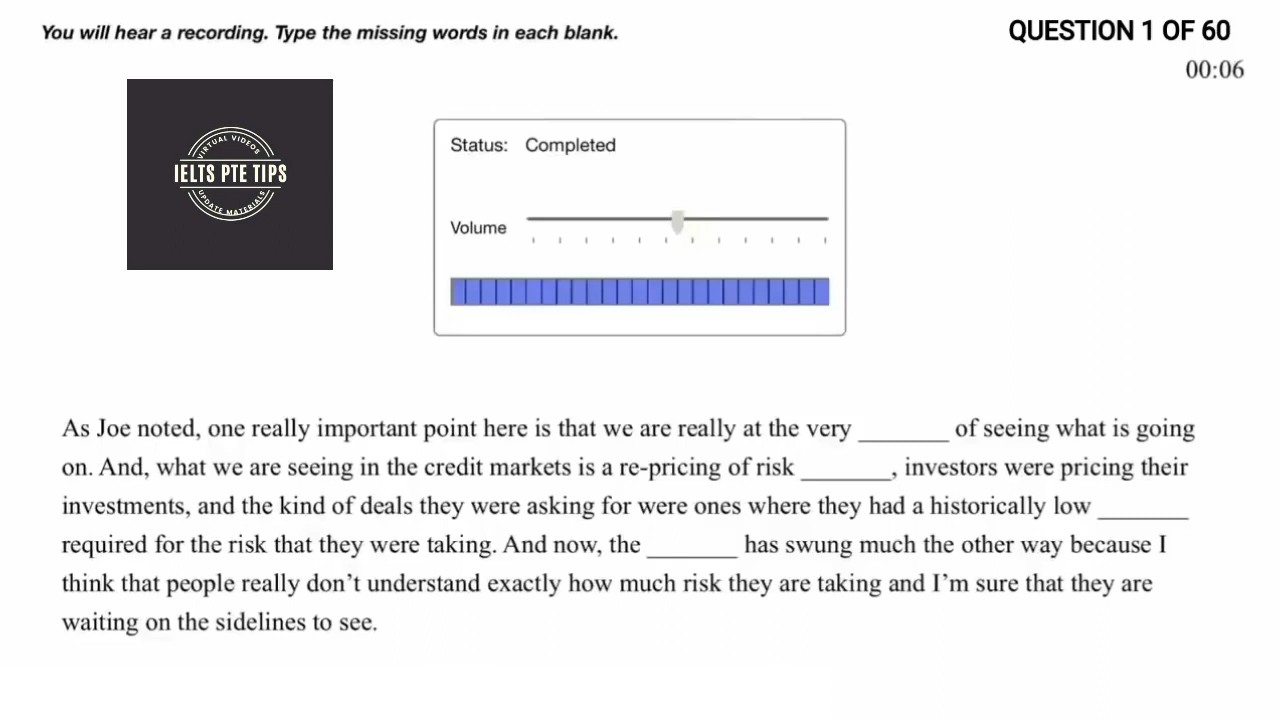 You will hear a recording. Type the missing words in each blank.
QUESTION 1 OF 60
00:06
VIRTUAL VIDEOS
IELTS PTE TIPS
UPDATE MATERIALS
Status: Completed
Volume
As Joe noted, one really important point here is that we are really at the very _______ of seeing what is going
on. And, what we are seeing in the credit markets is a re-pricing of risk _______, investors were pricing their
investments, and the kind of deals they were asking for were ones where they had a historically low _______
required for the risk that they were taking. And now, the _______ has swung much the other way because I
think that people really don’t understand exactly how much risk they are taking and I’m sure that they are
waiting on the sidelines to see.